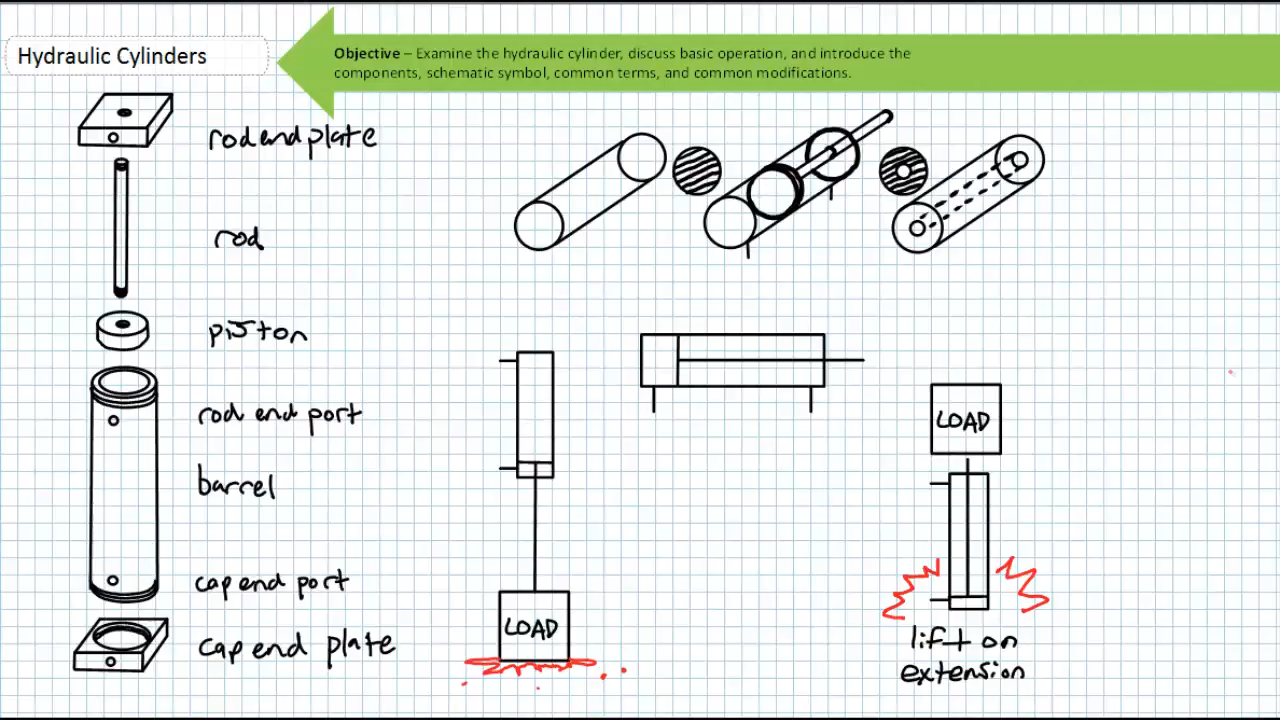 Hydraulic Cylinders
Objective – Examine the hydraulic cylinder, discuss basic operation, and introduce the
components, schematic symbol, common terms, and common modifications.
rod end plate
rod
piston
rod end port
barrel
cap end port
cap end plate
LOAD
LOAD
lift on
extension